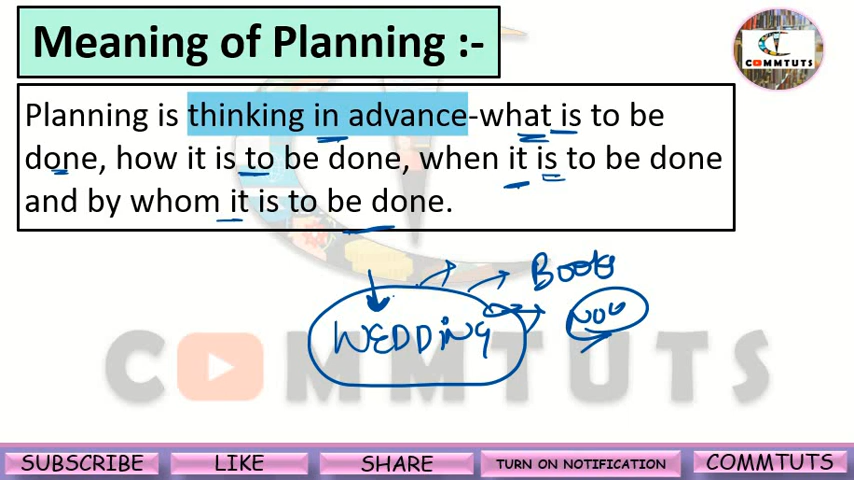 Meaning of Planning :-
COMMTUTS
Planning is thinking in advance-what is to be
done, how it is to be done, when it is to be done
and by whom it is to be done.
WEDDING
COMMTUTS
SUBSCRIBE
LIKE
SHARE
TURN ON NOTIFICATION
COMMTUTS